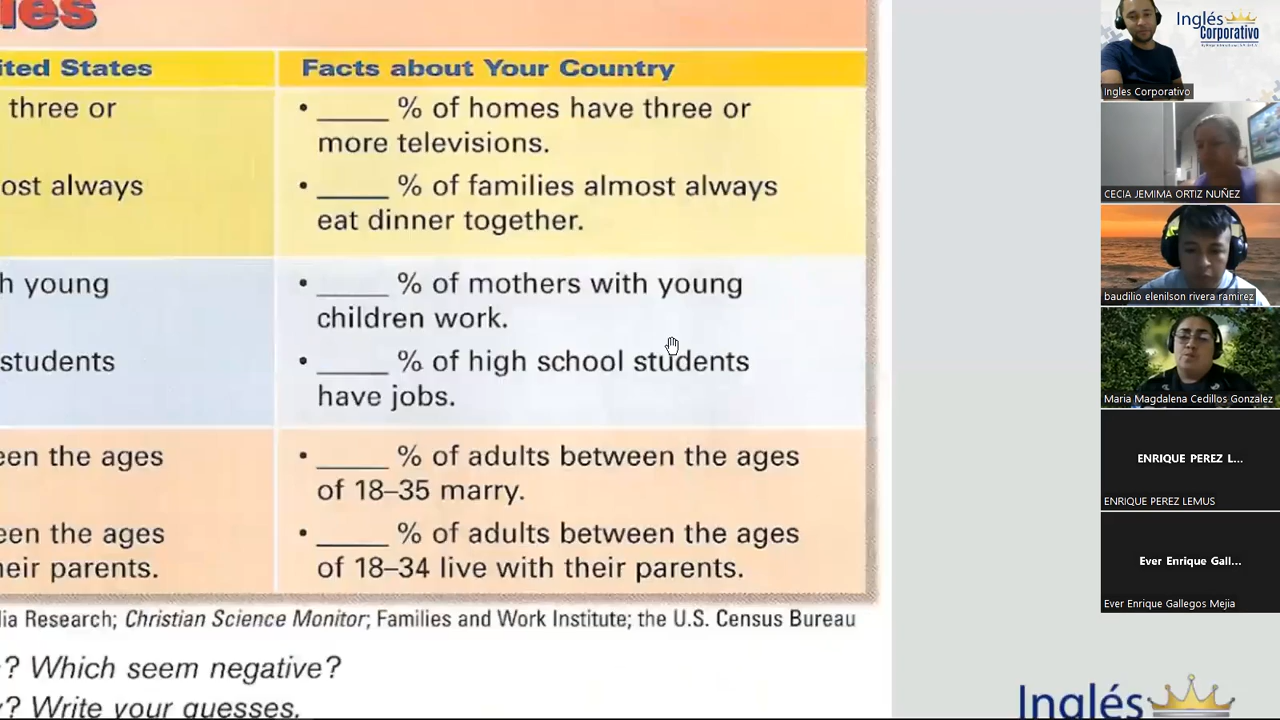 ies
ited States
Facts about Your Country
three or
• _____ % of homes have three or
more televisions.
ost always
• _____ % of families almost always
eat dinner together.
h young
• _____ % of mothers with young
children work.
students
• _____ % of high school students
have jobs.
een the ages
• _____ % of adults between the ages
of 18–35 marry.
een the ages
• _____ % of adults between the ages
heir parents.
of 18–34 live with their parents.
ia Research; Christian Science Monitor; Families and Work Institute; the U.S. Census Bureau
? Which seem negative?
? Write your guesses.
Inglés
Corporativo
Ingles Corporativo
CECIA JEMIMA ORTIZ NUÑEZ
baudilio elenilson rivera ramirez
Maria Magdalena Cedillos Gonzalez
ENRIQUE PEREZ L...
ENRIQUE PEREZ LEMUS
Ever Enrique Gall...
Ever Enrique Gallegos Mejia
Inglés